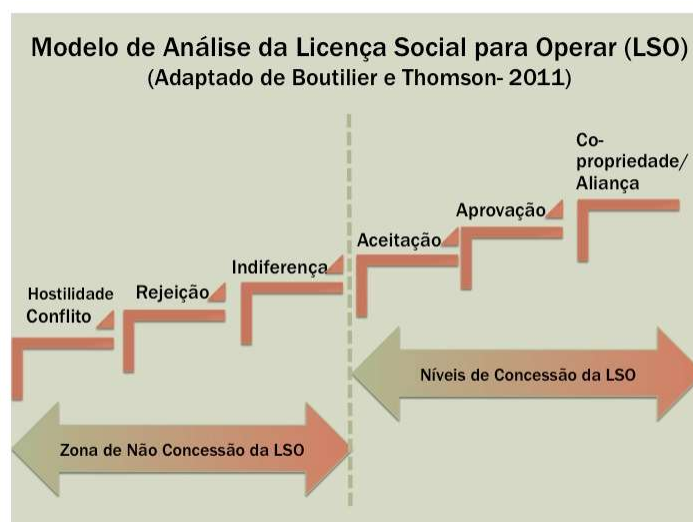 Modelo de Análise da Licença Social para Operar (LSO)
(Adaptado de Boutilier e Thomson- 2011)
Hostilidade
Conflito
Rejeição
Indiferença
Aceitação
Aprovação
Co-
propriedade/
Aliança
Níveis de Concessão da LSO
Zona de Não Concessão da LSO